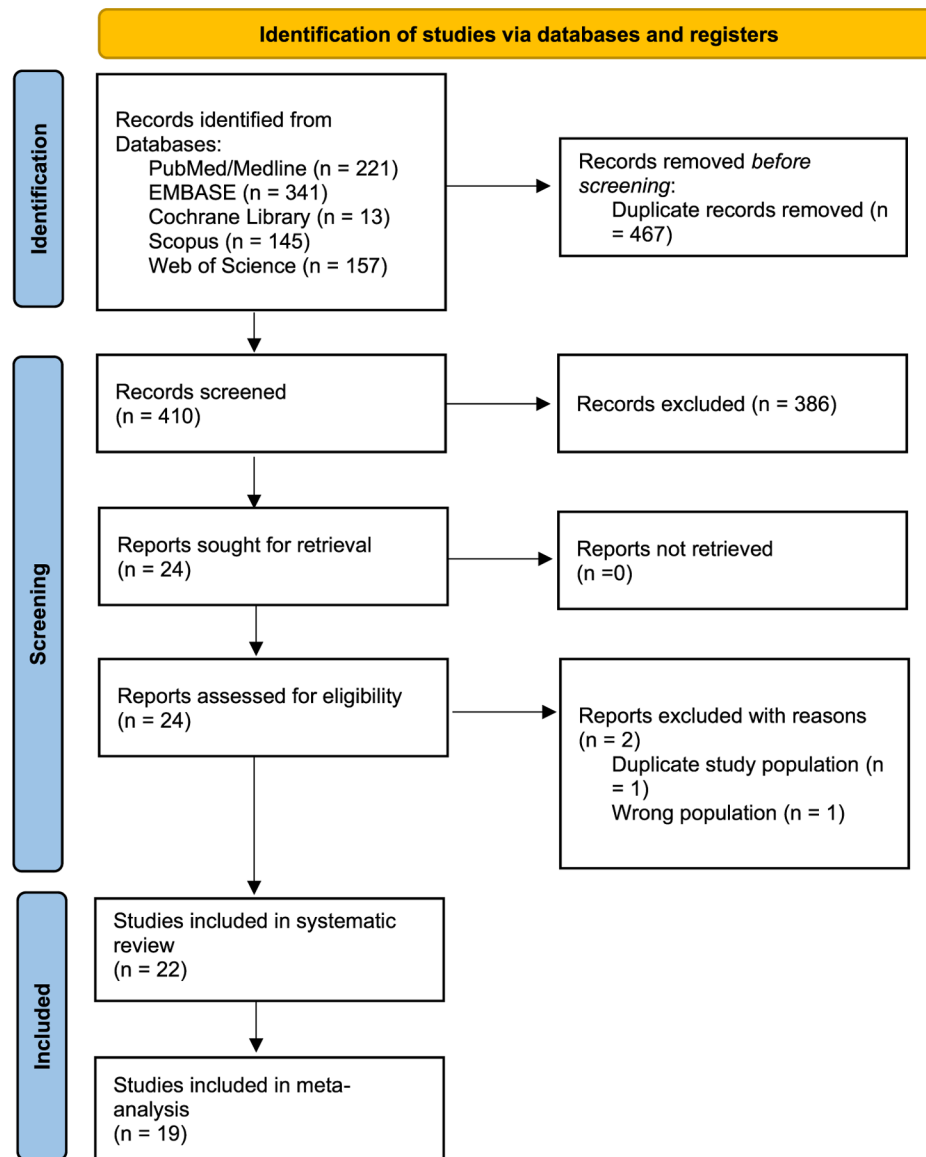 Identification of studies via databases and registers
Identification
Records identified from
Databases:
PubMed/Medline (n = 221)
EMBASE (n = 341)
Cochrane Library (n = 13)
Scopus (n = 145)
Web of Science (n = 157)
Records removed before
screening:
Duplicate records removed (n
= 467)
Screening
Records screened
(n = 410)
Records excluded (n = 386)
Reports sought for retrieval
(n = 24)
Reports not retrieved
(n =0)
Reports assessed for eligibility
(n = 24)
Reports excluded with reasons
(n = 2)
Duplicate study population (n
= 1)
Wrong population (n = 1)
Included
Studies included in systematic
review
(n = 22)
Studies included in meta-
analysis
(n = 19)